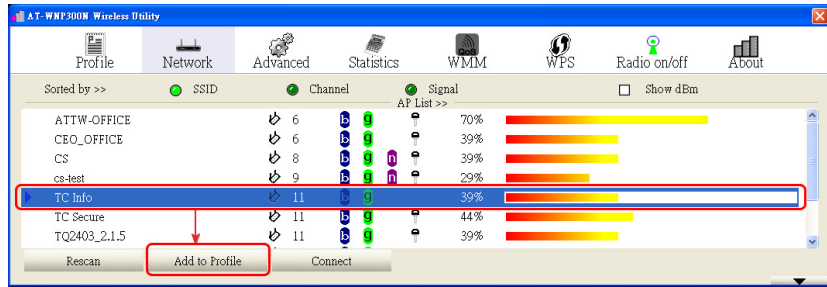 AT-WNP300N Wireless Utility
Profile Network Advanced Statistics QoS WMM WPS Radio on/off About
Sorted by >> SSID Channel Signal Show dBm
AP List >>
ATTW-OFFICE 6 b g 70%
CEO_OFFICE 6 b g 39%
CS 8 b g n 39%
cs-test 9 b g n 29%
TC Info 11 b g 39%
TC Secure 11 b g 44%
TQ2403_2.1.5 11 b g 39%
Rescan Add to Profile Connect